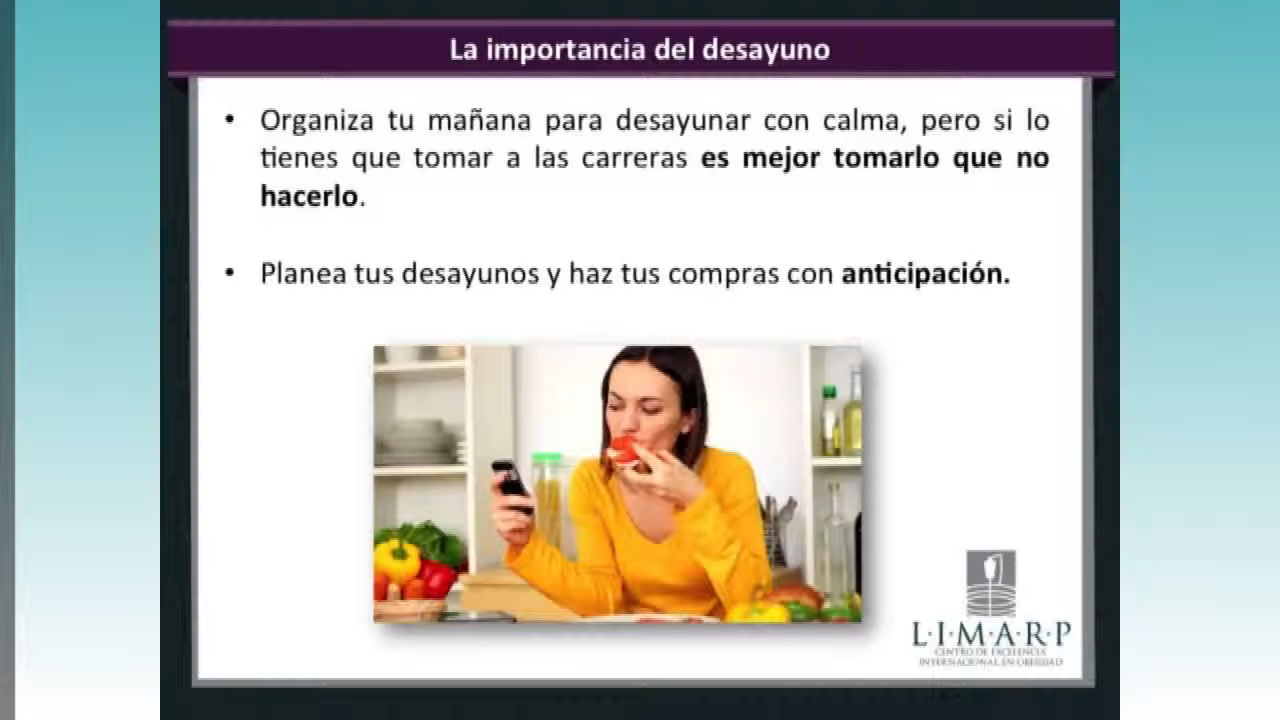 La importancia del desayuno
• Organiza tu mañana para desayunar con calma, pero si lo
tienes que tomar a las carreras es mejor tomarlo que no
hacerlo.
• Planea tus desayunos y haz tus compras con anticipación.
L·I·M·A·R·P
CENTRO DE EXCELENCIA
INTERNACIONAL EN OBESIDAD